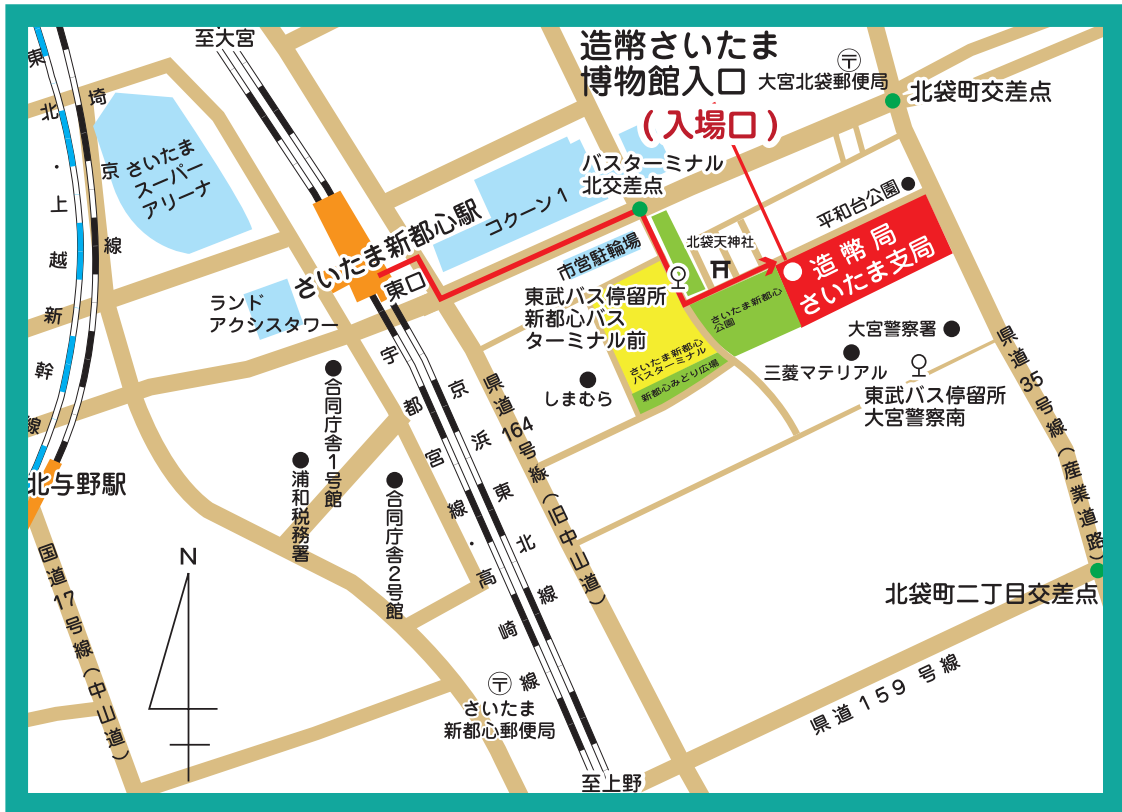 至大宮
造幣さいたま
博物館入口
(入場口)
大宮北袋郵便局
北袋町交差点
東北・上越新幹線
埼京線
さいたま
スーパー
アリーナ
コクーン1
バスターミナル
北交差点
平和台公園
さいたま新都心駅
東口
市営駐輪場
北袋天神社
造幣局
さいたま支局
ランド
アクシスタワー
東武バス停留所
新都心バス
ターミナル前
さいたま新都心
公園
さいたま新都心
バスターミナル
新都心みどり広場
大宮警察署
三菱マテリアル
東武バス停留所
大宮警察南
しまむら
県道35号線(産業道路)
合同庁舎1号館
浦和税務署
合同庁舎2号館
宇都宮線・高崎線
京浜東北線
県道164号線(旧中山道)
北与野駅
国道17号線(中山道)
N
北袋町二丁目交差点
県道159号線
さいたま
新都心郵便局
至上野